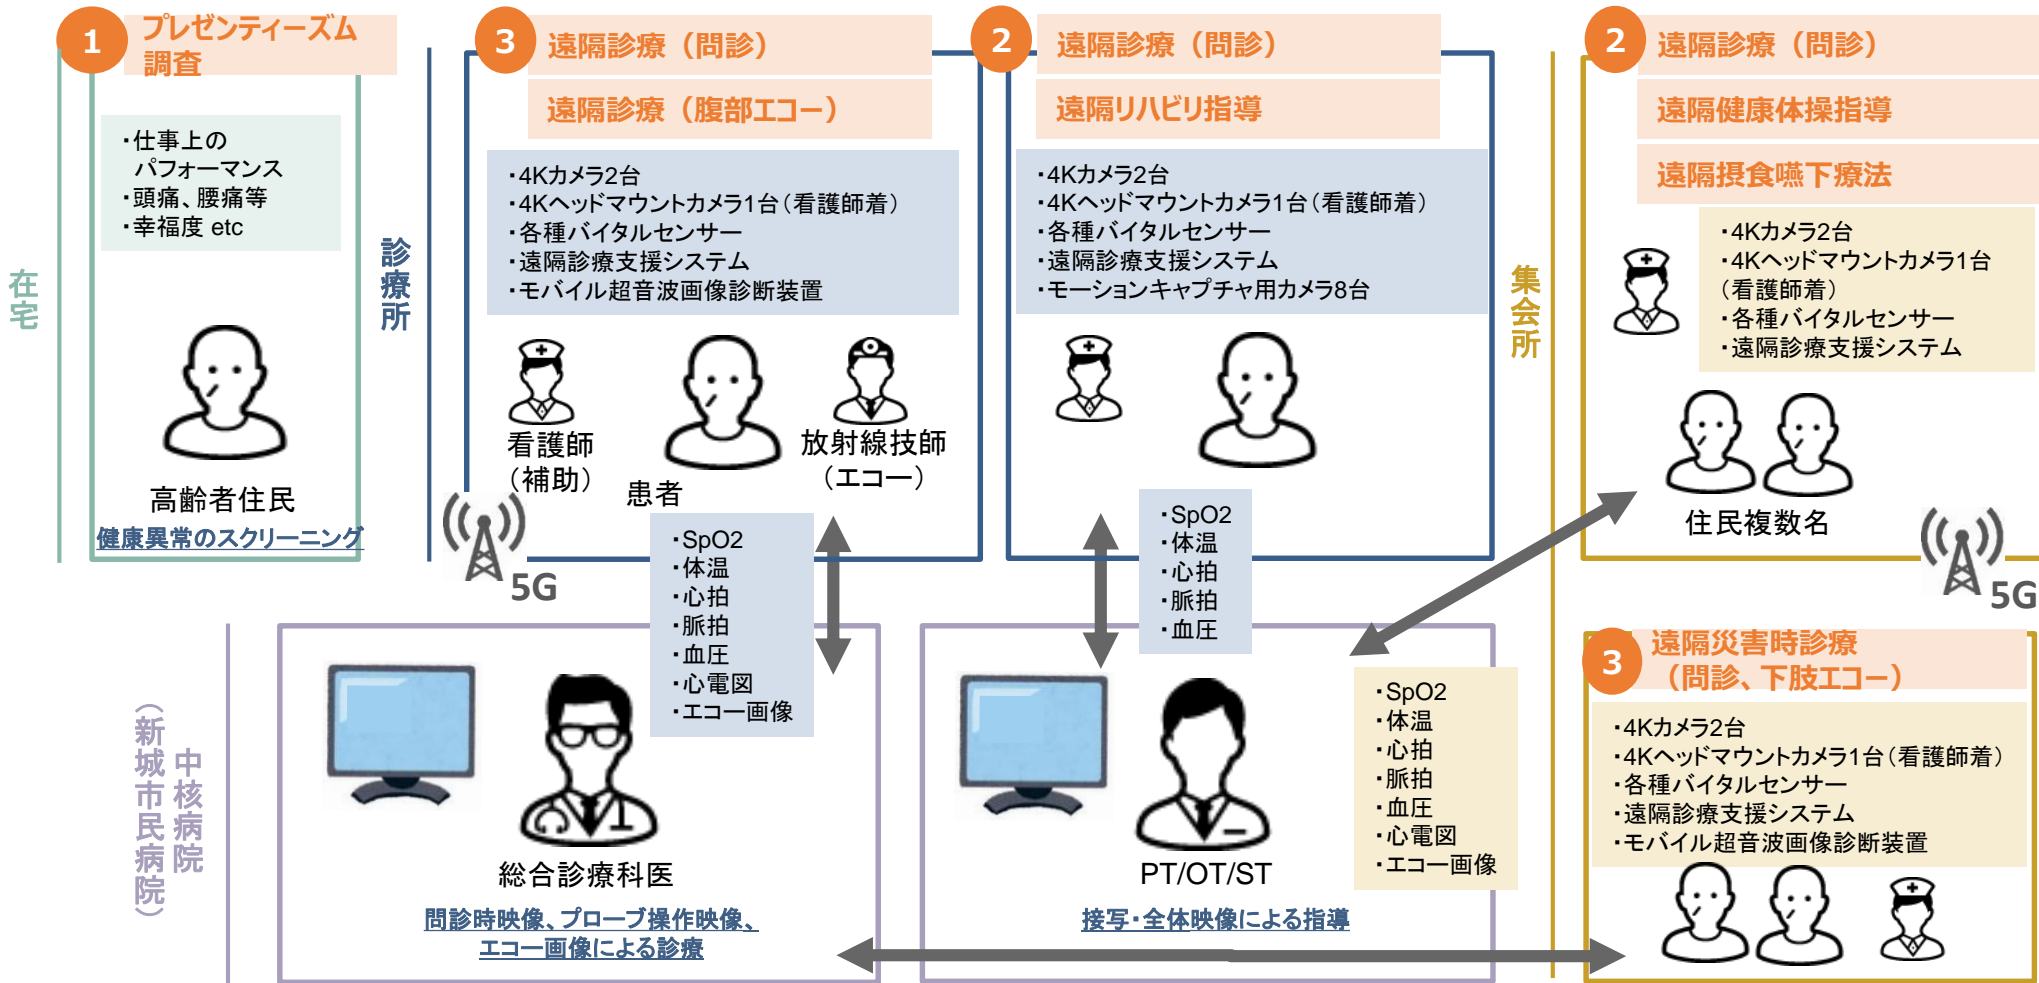 1
プレゼンティーズム
調査
・仕事上の
パフォーマンス
・頭痛、腰痛等
・幸福度 etc
高齢者住民
健康異常のスクリーニング
在宅
診療所
3
遠隔診療（問診）
遠隔診療（腹部エコー）
・4Kカメラ2台
・4Kヘッドマウントカメラ1台（看護師着）
・各種バイタルセンサー
・遠隔診療支援システム
・モバイル超音波画像診断装置
看護師
（補助）
患者
放射線技師
（エコー）
5G
・SpO2
・体温
・心拍
・脈拍
・血圧
・心電図
・エコー画像
2
遠隔診療（問診）
遠隔リハビリ指導
・4Kカメラ2台
・4Kヘッドマウントカメラ1台（看護師着）
・各種バイタルセンサー
・遠隔診療支援システム
・モーションキャプチャ用カメラ8台
・SpO2
・体温
・心拍
・脈拍
・血圧
集会所
2
遠隔診療（問診）
遠隔健康体操指導
遠隔摂食嚥下療法
・4Kカメラ2台
・4Kヘッドマウントカメラ1台
（看護師着）
・各種バイタルセンサー
・遠隔診療支援システム
住民複数名
5G
中核病院
（新城市民病院）
総合診療科医
問診時映像、プローブ操作映像、
エコー画像による診療
PT/OT/ST
接写・全体映像による指導
・SpO2
・体温
・心拍
・脈拍
・血圧
・心電図
・エコー画像
3
遠隔災害時診療
（問診、下肢エコー）
・4Kカメラ2台
・4Kヘッドマウントカメラ1台（看護師着）
・各種バイタルセンサー
・遠隔診療支援システム
・モバイル超音波画像診断装置